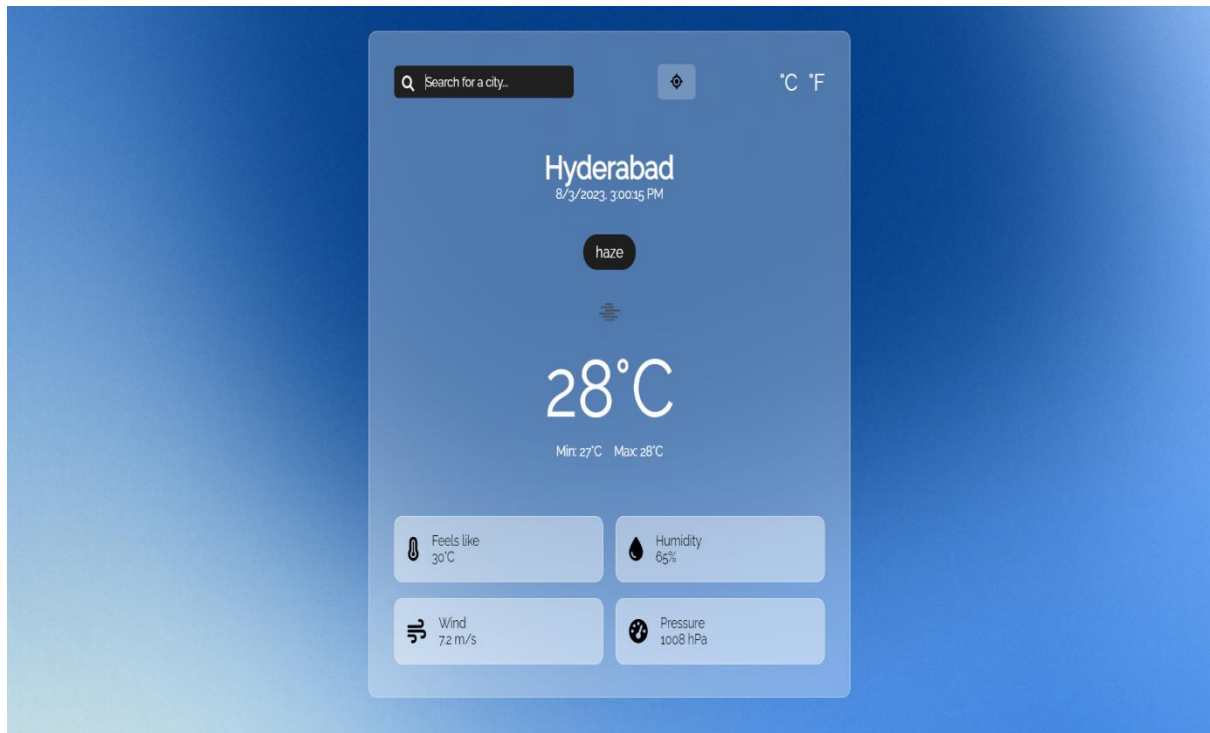 Search for a city...
°C °F
Hyderabad
8/3/2023, 3:00:15 PM
haze
28°C
Min: 27°C Max: 28°C
Feels like
30°C
Humidity
65%
Wind
7.2 m/s
Pressure
1008 hPa